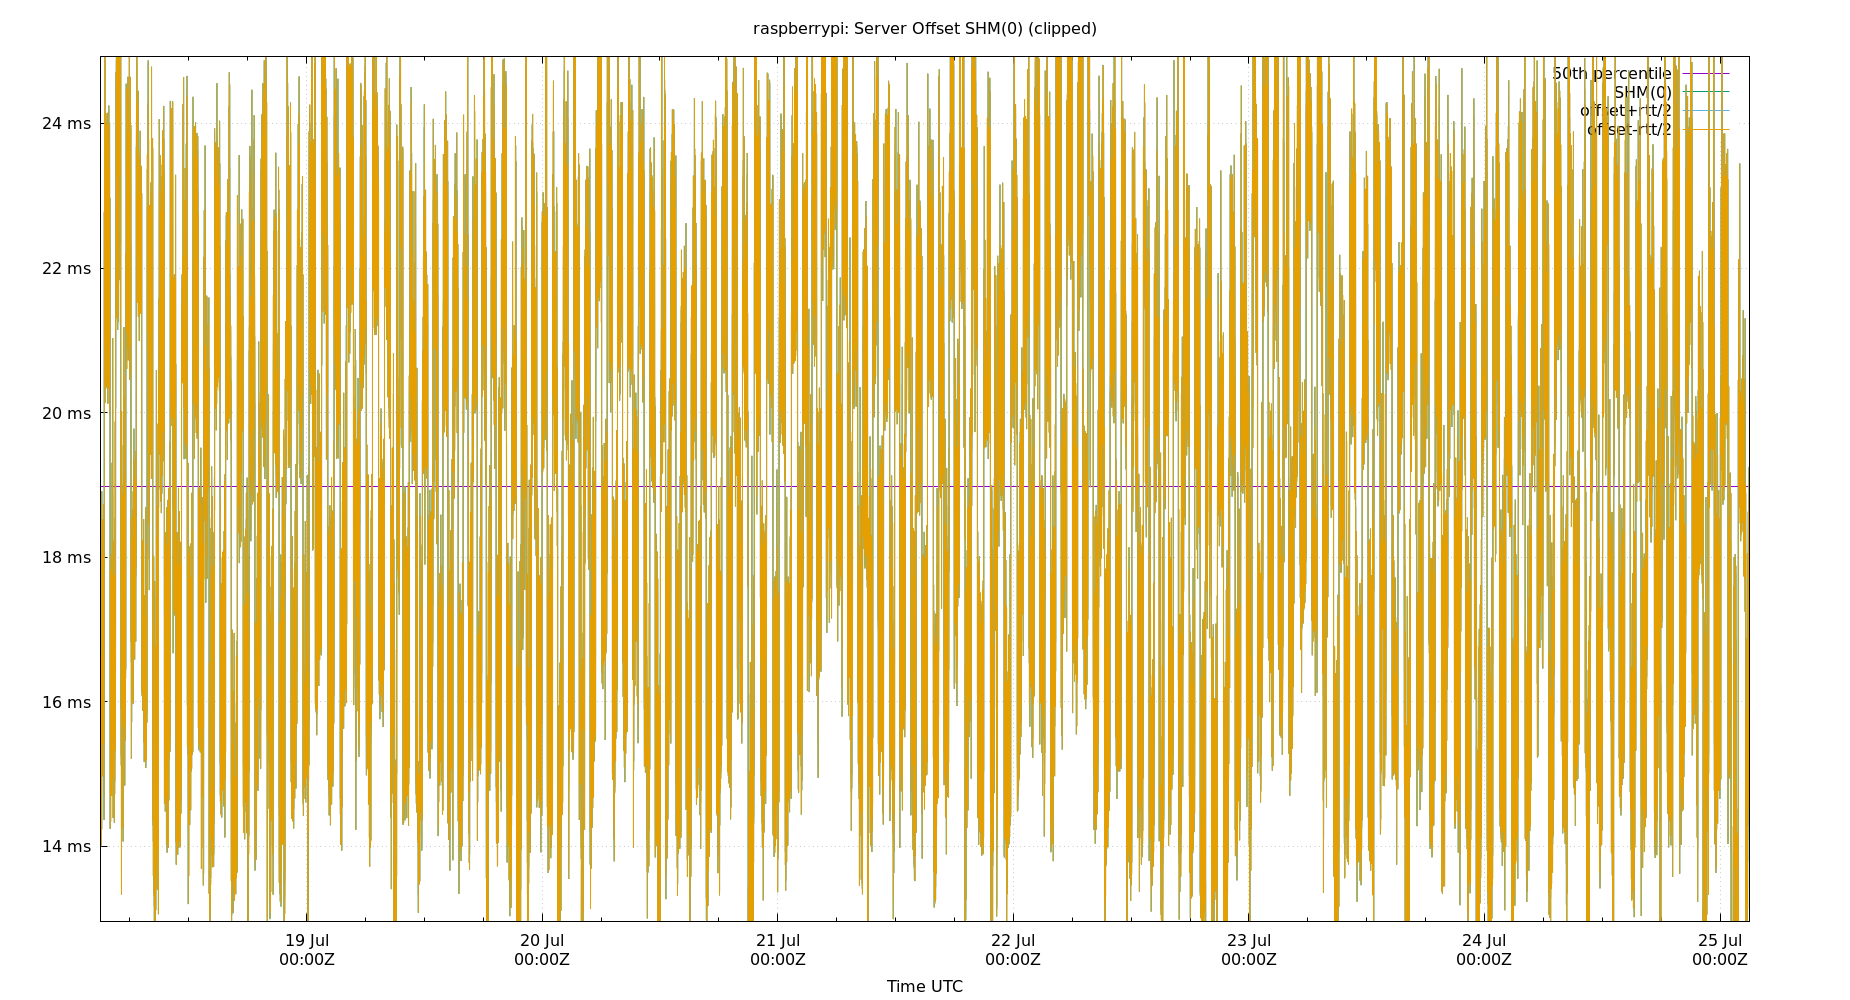 raspberrypi: Server Offset SHM(0) (clipped)
50th percentile
SHM(0)
offset+rtt/2
offset-rtt/2
24 ms
22 ms
20 ms
18 ms
16 ms
14 ms
19 Jul 20 Jul 21 Jul 22 Jul 23 Jul 24 Jul 25 Jul
00:00Z 00:00Z 00:00Z 00:00Z 00:00Z 00:00Z 00:00Z
Time UTC